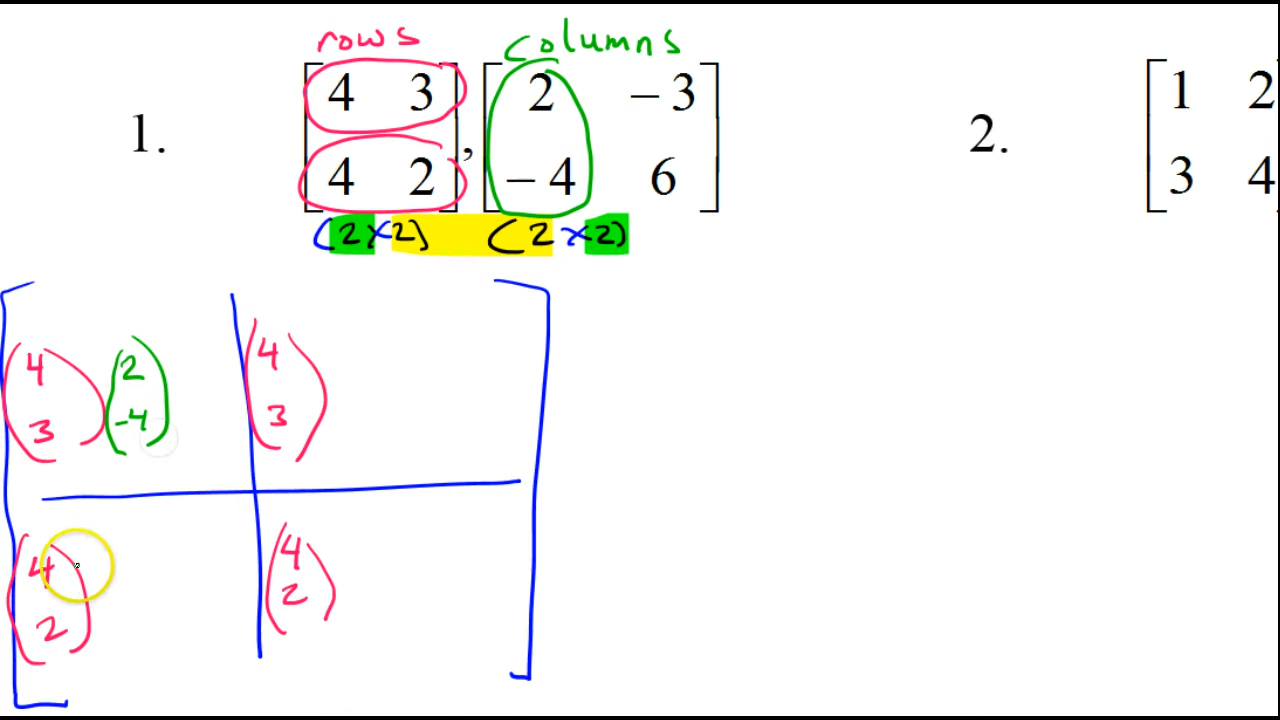 rows columns
1. [4 3], [2 -3] 2. [1 2
[4 2] [-4 6] [3 4
(2×2) (2×2)
(4 (2 (4
3) -4) 3)
(4 (4
2) 2)